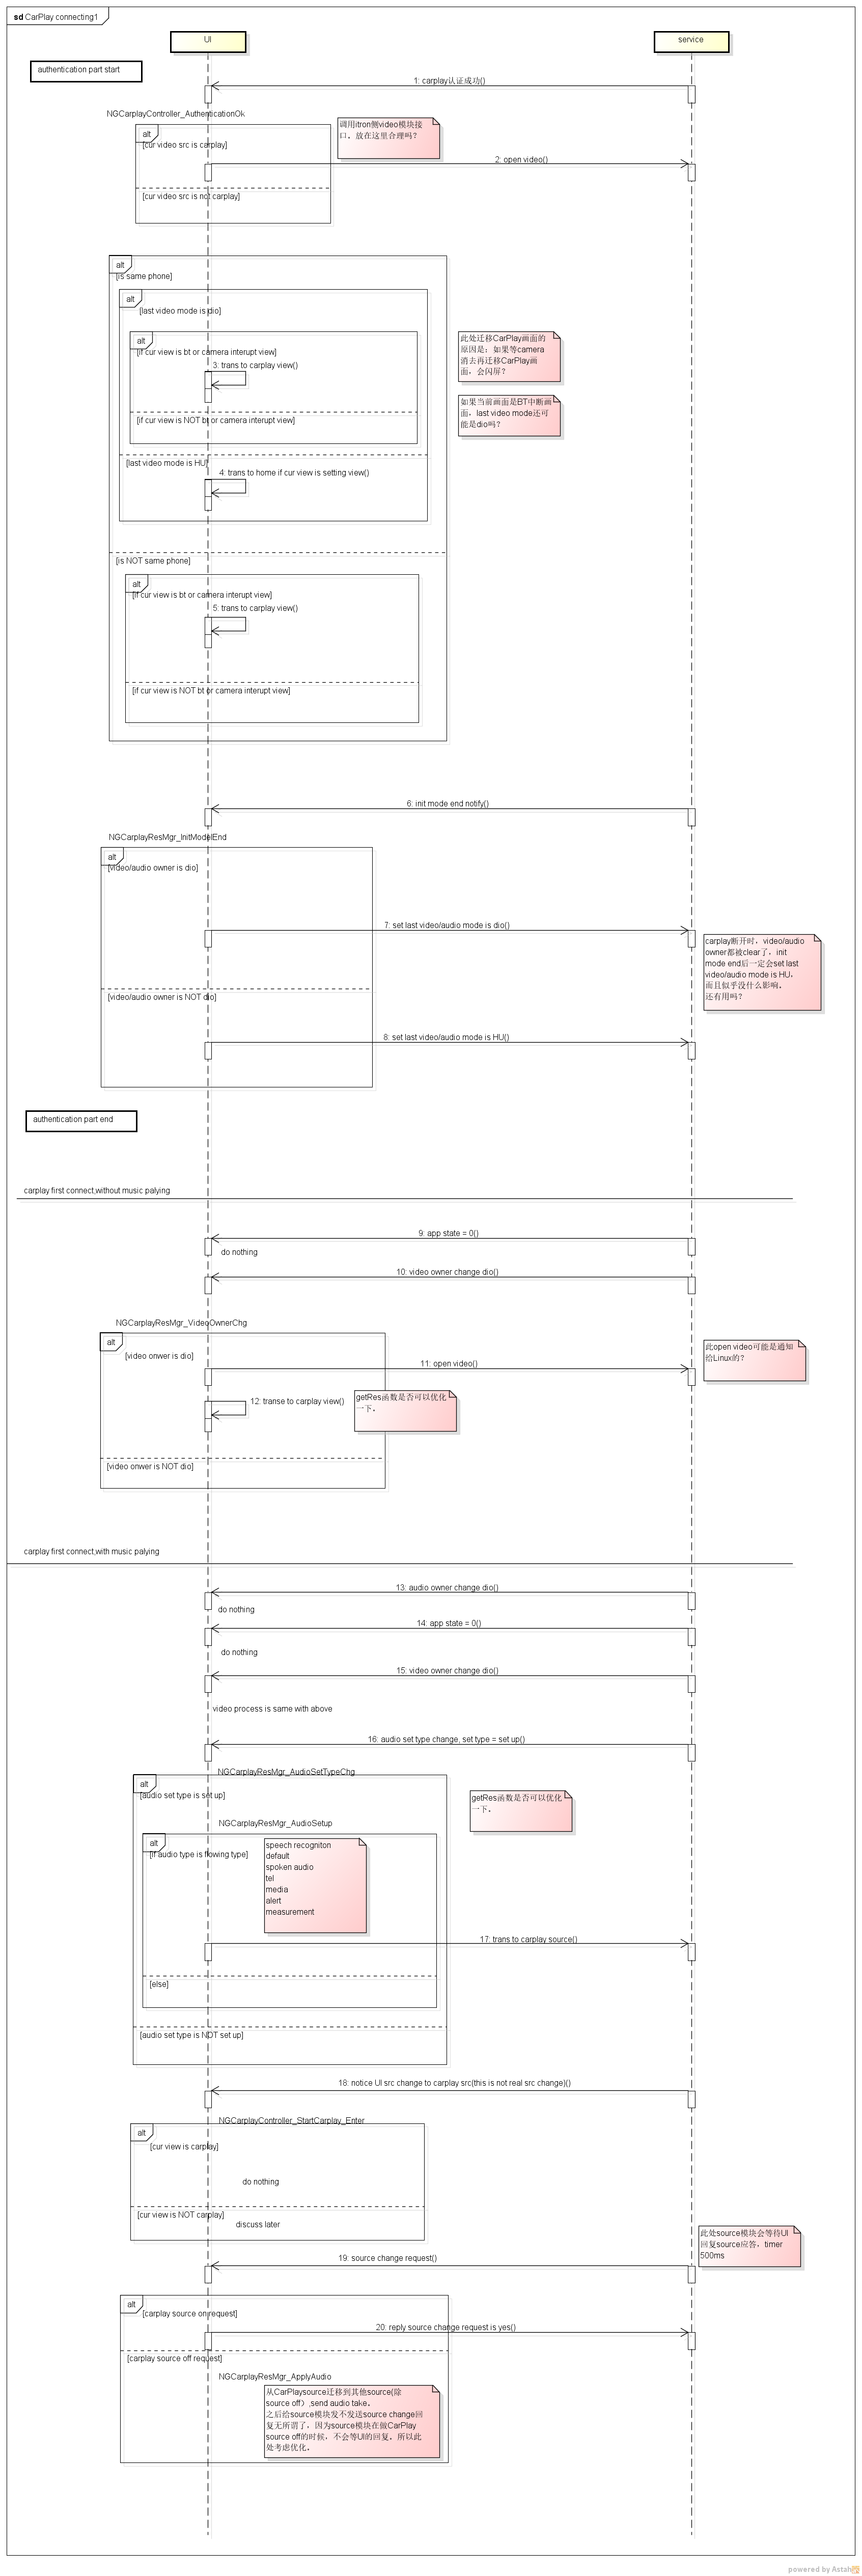 sd CarPlay connecting1
UI
service
authentication part start
1: carplay认证成功()
NGCarplayController_AuthenticationOk
alt
[cur video src is carplay]
调用itron侧video模块接
口，放在这里合理吗？
2: open video()
[cur video src is not carplay]
alt
[is same phone]
alt
[last video mode is dio]
alt
[if cur view is bt or camera interupt view]
3: trans to carplay view()
此处迁移CarPlay画面的
原因是：如果等camera
消去再迁移CarPlay画
面，会闪屏？
如果当前画面是BT中断画
面，last video mode还可
能是dio吗？
[if cur view is NOT bt or camera interupt view]
[last video mode is HU]
4: trans to home if cur view is setting view()
[is NOT same phone]
alt
[if cur view is bt or camera interupt view]
5: trans to carplay view()
[if cur view is NOT bt or camera interupt view]
6: init mode end notify()
NGCarplayResMgr_InitModelEnd
alt
[video/audio owner is dio]
7: set last video/audio mode is dio()
carplay断开时，video/audio
owner都被clear了，init
mode end后一定会set last
video/audio mode is HU，
而且似乎没什么影响，
还有用吗？
[video/audio owner is NOT dio]
8: set last video/audio mode is HU()
authentication part end
carplay first connect,without music palying
9: app state = 0()
do nothing
10: video owner change dio()
NGCarplayResMgr_VideoOwnerChg
alt
[video onwer is dio]
11: open video()
此open video可能是通知
给Linux的？
12: transe to carplay view()
getRes函数是否可以优化
一下。
[video onwer is NOT dio]
carplay first connect,with music palying
13: audio owner change dio()
do nothing
14: app state = 0()
do nothing
15: video owner change dio()
video process is same with above
16: audio set type change, set type = set up()
NGCarplayResMgr_AudioSetTypeChg
alt
[audio set type is set up]
getRes函数是否可以优化
一下。
NGCarplayResMgr_AudioSetup
alt
[if audio type is flowing type]
speech recogniton
default
spoken audio
tel
media
alert
measurement
17: trans to carplay source()
[else]
[audio set type is NOT set up]
18: notice UI src change to carplay src(this is not real src change)()
NGCarplayController_StartCarplay_Enter
alt
[cur view is carplay]
do nothing
[cur view is NOT carplay]
discuss later
此处source模块会等待UI
回复source应答，timer
500ms
19: source change request()
alt
[carplay source on request]
20: reply source change request is yes()
[carplay source off request]
NGCarplayResMgr_ApplyAudio
从CarPlaysource迁移到其他source(除
source off）,send audio take。
之后给source模块发不发送source change回
复无所谓了，因为source模块在做CarPlay
source off的时候，不会等UI的回复。所以此
处考虑优化。
powered by Astah